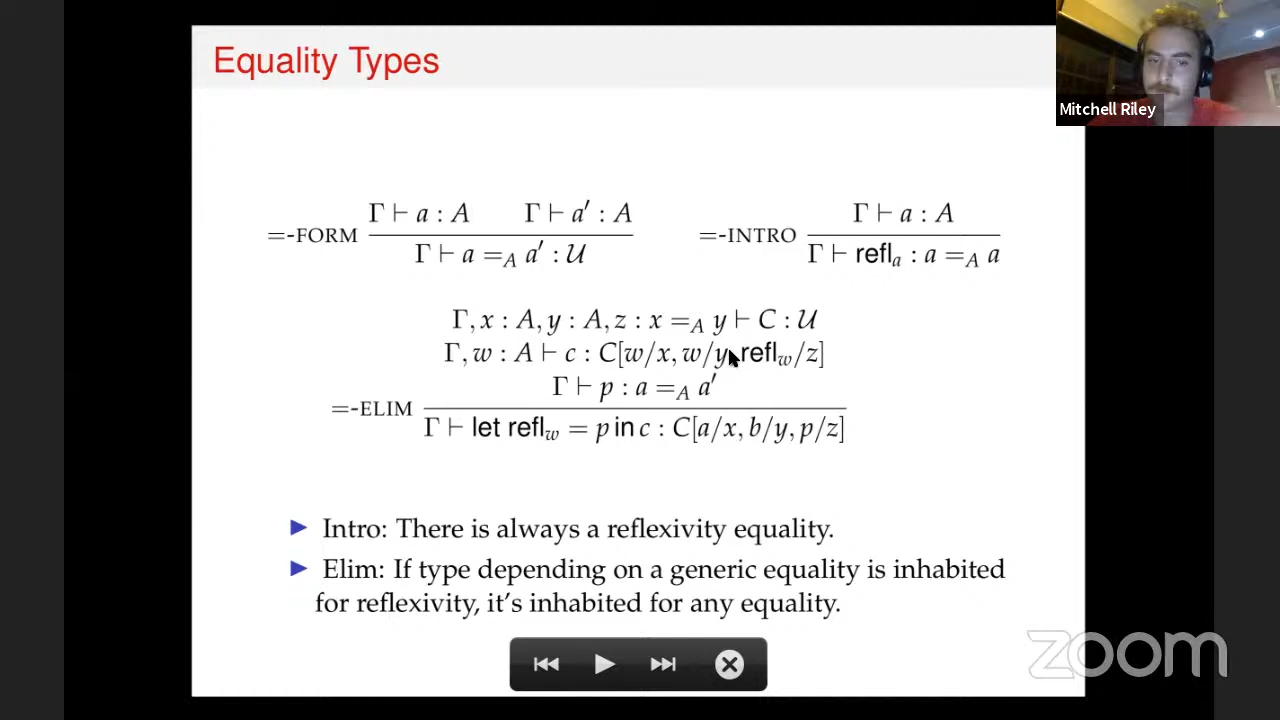 Equality Types
Mitchell Riley
=-FORM Γ ⊢ a : A Γ ⊢ a′ : A
Γ ⊢ a =_A a′ : 𝒰
=-INTRO Γ ⊢ a : A
Γ ⊢ refl_a : a =_A a
Γ, x : A, y : A, z : x =_A y ⊢ C : 𝒰
Γ, w : A ⊢ c : C[w/x, w/y, refl_w/z]
Γ ⊢ p : a =_A a′
=-ELIM
Γ ⊢ let refl_w = p in c : C[a/x, b/y, p/z]
▶ Intro: There is always a reflexivity equality.
▶ Elim: If type depending on a generic equality is inhabited
for reflexivity, it's inhabited for any equality.
zoom